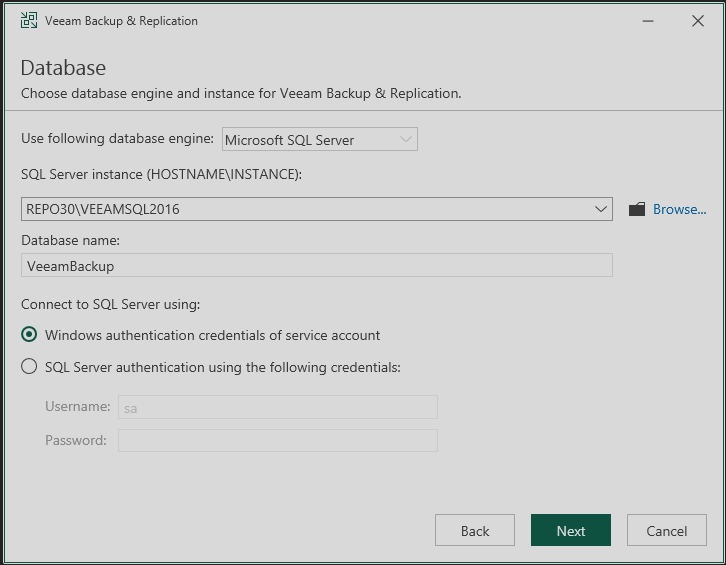 Veeam Backup & Replication
Database
Choose database engine and instance for Veeam Backup & Replication.
Use following database engine: Microsoft SQL Server
SQL Server instance (HOSTNAME\INSTANCE):
REPO30\VEEAMSQL2016 Browse...
Database name:
VeeamBackup
Connect to SQL Server using:
Windows authentication credentials of service account
SQL Server authentication using the following credentials:
Username: sa
Password:
Back Next Cancel